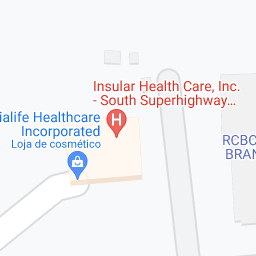 Insular Health Care, Inc.
- South Superhighway...
ialife Healthcare
Incorporated
Loja de cosmético
H
RCBC
BRAN